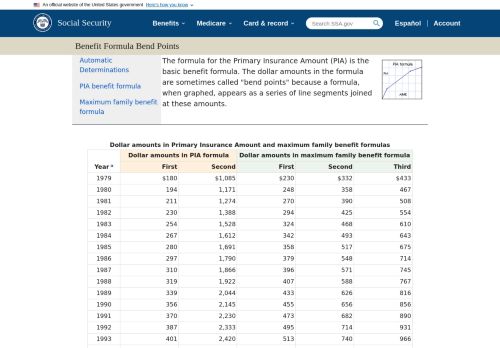 An official website of the United States government Here's how you know
Social Security
Benefits Medicare Card & record Search SSA.gov Español Account
Benefit Formula Bend Points
Automatic
Determinations
PIA benefit formula
Maximum family benefit
formula
The formula for the Primary Insurance Amount (PIA) is the
basic benefit formula. The dollar amounts in the formula
are sometimes called "bend points" because a formula,
when graphed, appears as a series of line segments joined
at these amounts.
PIA formula
PIA
AIME
Dollar amounts in Primary Insurance Amount and maximum family benefit formulas
Dollar amounts in PIA formula Dollar amounts in maximum family benefit formula
Year a First Second First Second Third
1979 $180 $1,085 $230 $332 $433
1980 194 1,171 248 358 467
1981 211 1,274 270 390 508
1982 230 1,388 294 425 554
1983 254 1,528 324 468 610
1984 267 1,612 342 493 643
1985 280 1,691 358 517 675
1986 297 1,790 379 548 714
1987 310 1,866 396 571 745
1988 319 1,922 407 588 767
1989 339 2,044 433 626 816
1990 356 2,145 455 656 856
1991 370 2,230 473 682 890
1992 387 2,333 495 714 931
1993 401 2,420 513 740 966